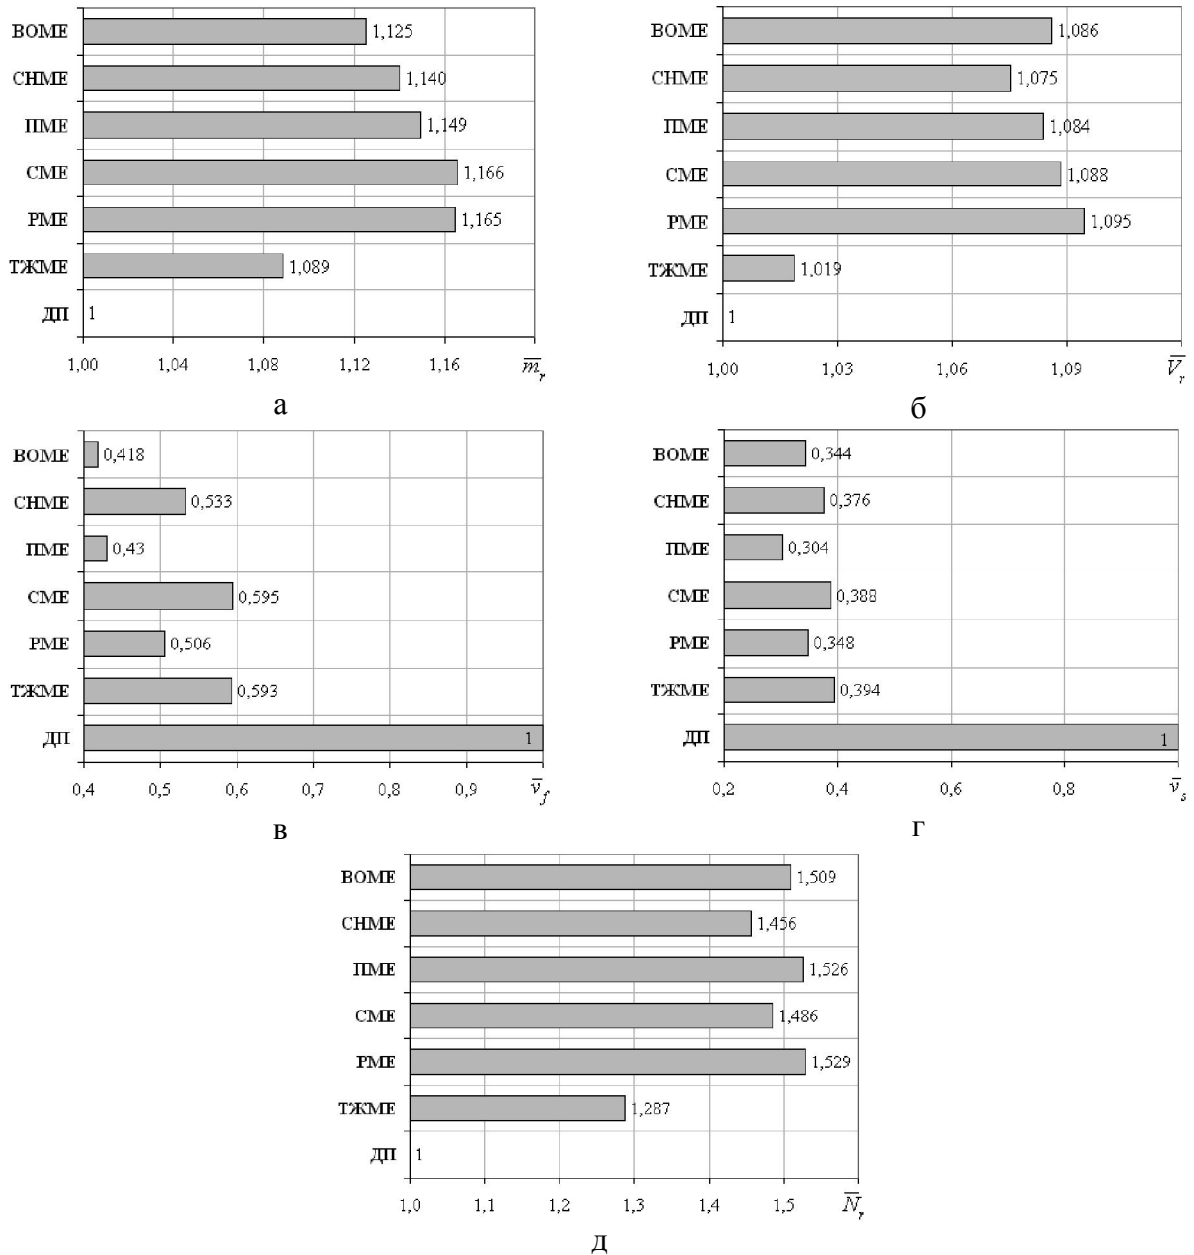 ВОМЕ 1,125
СНМЕ 1,140
ПМЕ 1,149
СМЕ 1,166
РМЕ 1,165
ТЖМЕ 1,089
ДП 1
1,00 1,04 1,08 1,12 1,16 m̅r
а
ВОМЕ 1,086
СНМЕ 1,075
ПМЕ 1,084
СМЕ 1,088
РМЕ 1,095
ТЖМЕ 1,019
ДП 1
1,00 1,03 1,06 1,09 V̅r
б
ВОМЕ 0,418
СНМЕ 0,533
ПМЕ 0,43
СМЕ 0,595
РМЕ 0,506
ТЖМЕ 0,593
ДП 1
0,4 0,5 0,6 0,7 0,8 0,9 v̅f
в
ВОМЕ 0,344
СНМЕ 0,376
ПМЕ 0,304
СМЕ 0,388
РМЕ 0,348
ТЖМЕ 0,394
ДП 1
0,2 0,4 0,6 0,8 v̅s
г
ВОМЕ 1,509
СНМЕ 1,456
ПМЕ 1,526
СМЕ 1,486
РМЕ 1,529
ТЖМЕ 1,287
ДП 1
1,0 1,1 1,2 1,3 1,4 1,5 N̅r
д